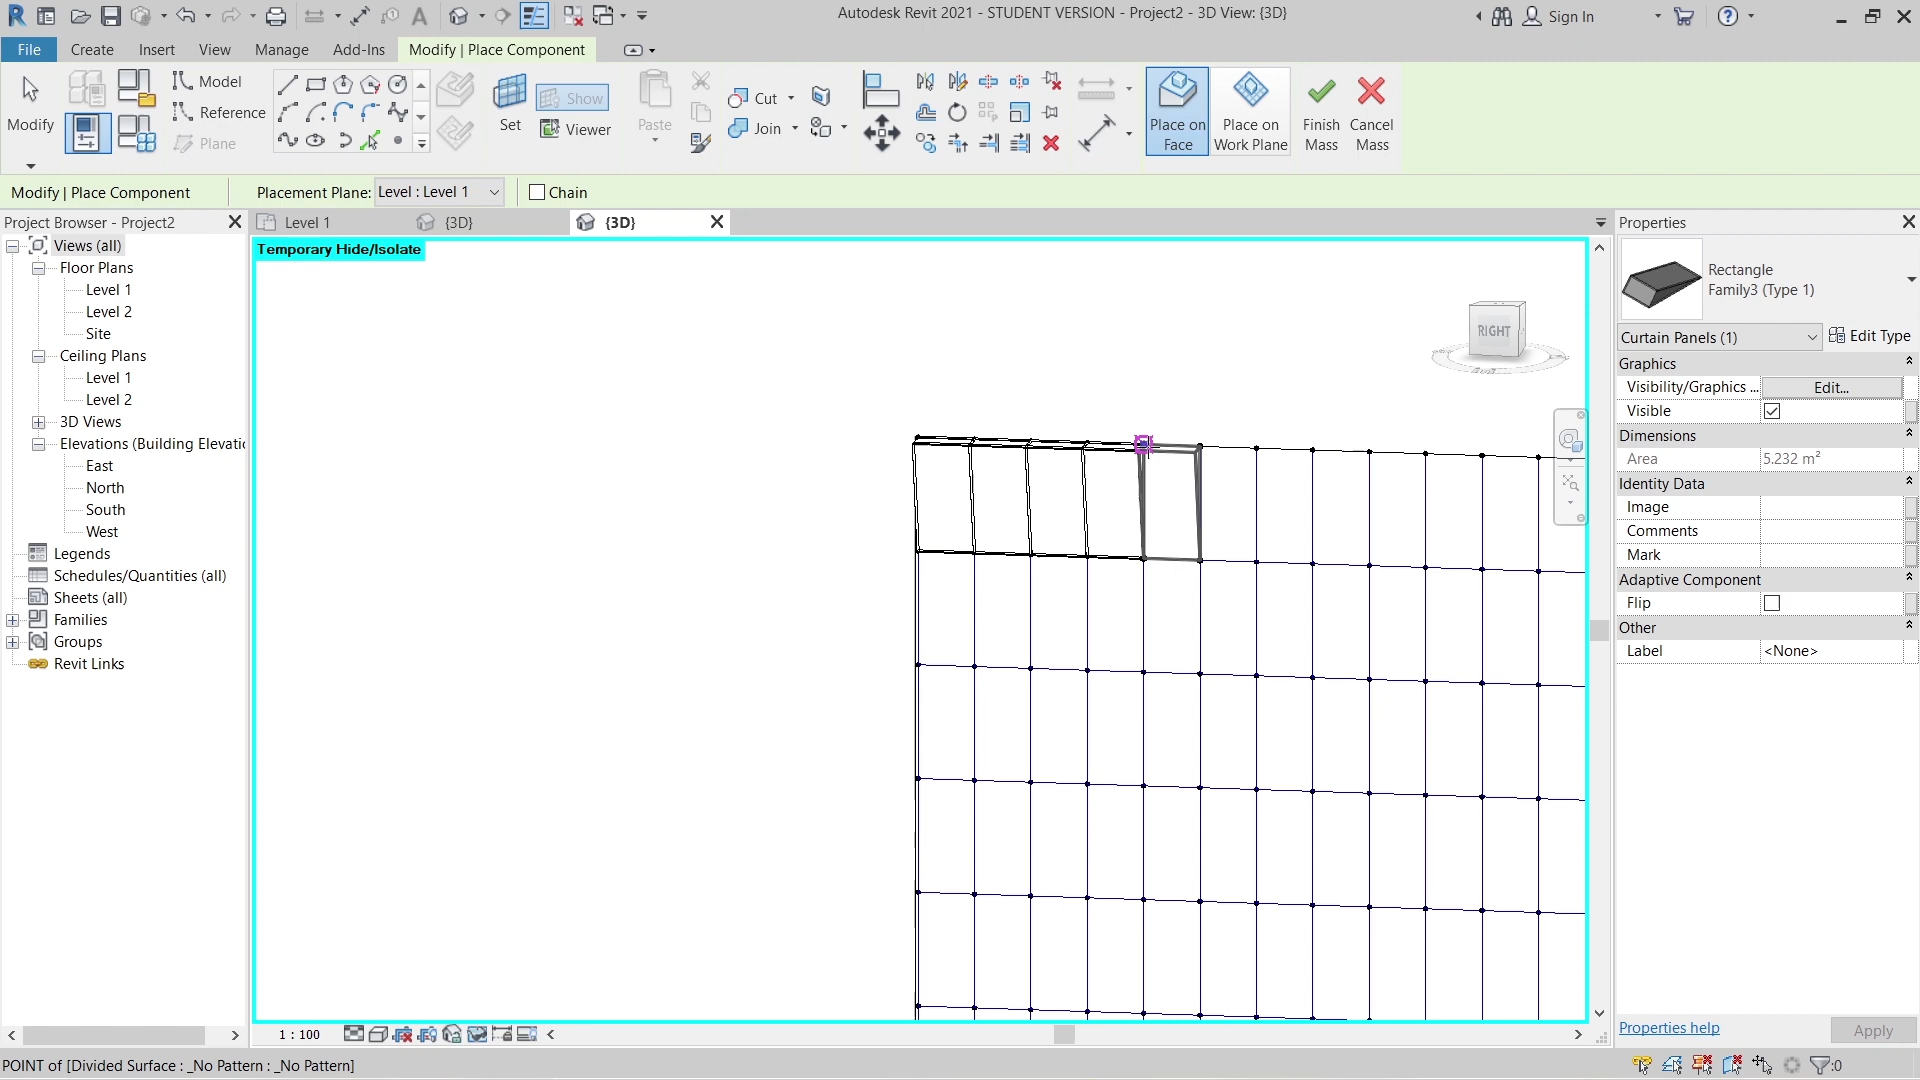 Autodesk Revit 2021 - STUDENT VERSION - Project2 - 3D View: {3D}
Sign In
File
Create
Insert
View
Manage
Add-Ins
Modify | Place Component
Modify
Model
Reference
Plane
Set
Show
Viewer
Paste
Cut
Join
Place on Face
Place on Work Plane
Finish Mass
Cancel Mass
Modify | Place Component
Placement Plane:
Level : Level 1
Chain
Project Browser - Project2
Level 1
{3D}
{3D}
Properties
Views (all)
Floor Plans
Level 1
Level 2
Site
Ceiling Plans
Level 1
Level 2
3D Views
Elevations (Building Elevatio
East
North
South
West
Legends
Schedules/Quantities (all)
Sheets (all)
Families
Groups
Revit Links
Temporary Hide/Isolate
RIGHT
Rectangle
Family3 (Type 1)
Curtain Panels (1)
Edit Type
Graphics
Visibility/Graphics ...
Edit...
Visible
Dimensions
Area
5.232 m²
Identity Data
Image
Comments
Mark
Adaptive Component
Flip
Other
Label
<None>
Properties help
Apply
1 : 100
POINT of [Divided Surface : _No Pattern : _No Pattern]
:0